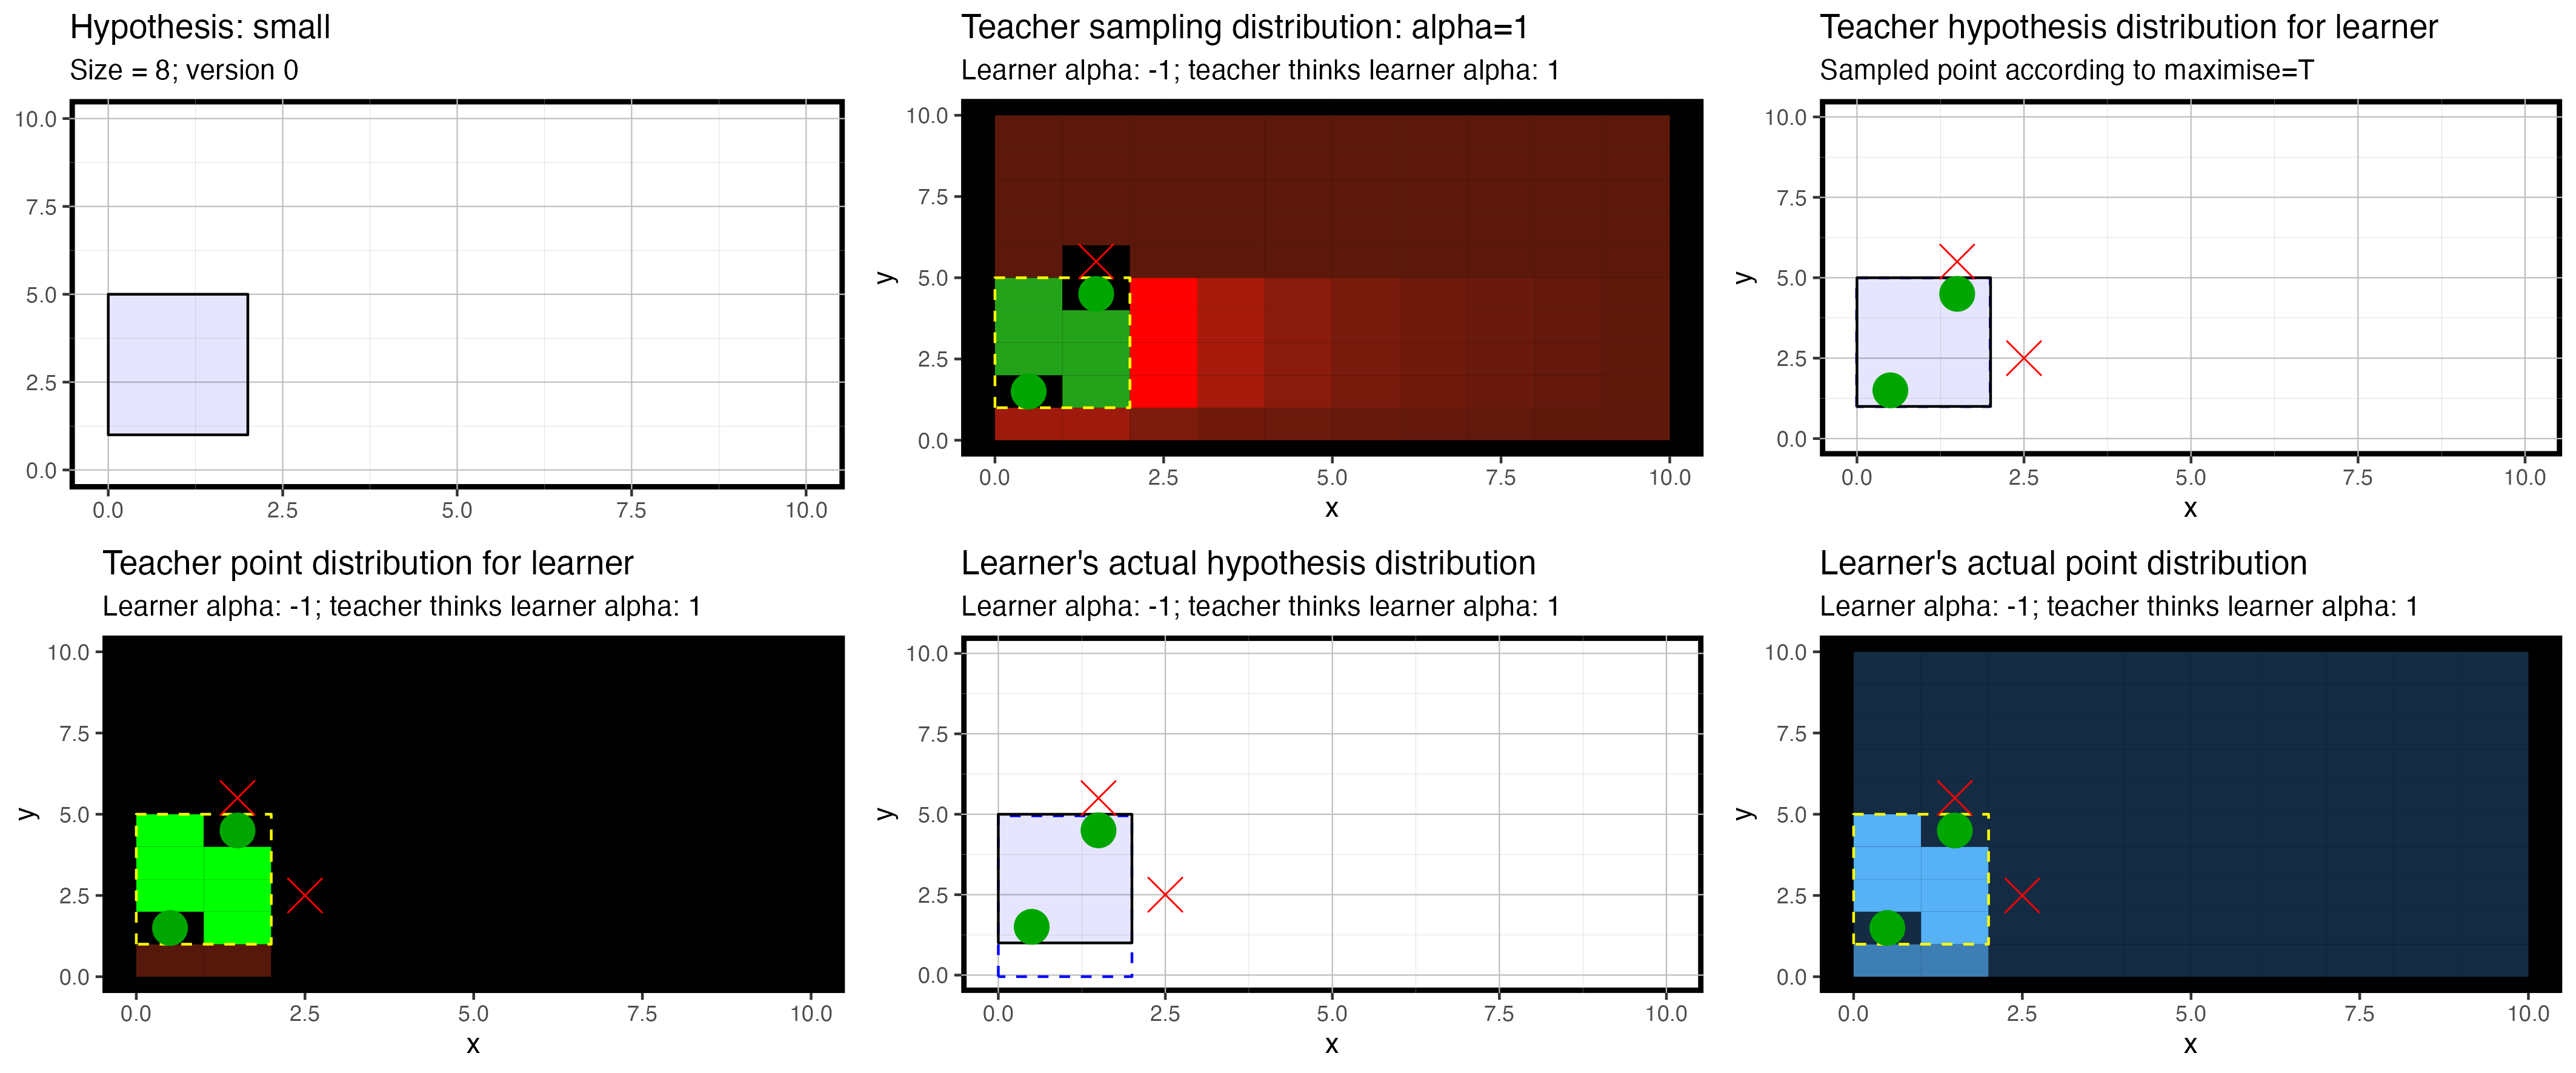 Hypothesis: small
Size = 8; version 0
10.0
7.5
5.0
2.5
0.0
0.0 2.5 5.0 7.5 10.0
Teacher sampling distribution: alpha=1
Learner alpha: -1; teacher thinks learner alpha: 1
y
10.0
7.5
5.0
2.5
0.0
0.0 2.5 5.0 7.5 10.0
x
Teacher hypothesis distribution for learner
Sampled point according to maximise=T
y
10.0
7.5
5.0
2.5
0.0
0.0 2.5 5.0 7.5 10.0
x
Teacher point distribution for learner
Learner alpha: -1; teacher thinks learner alpha: 1
y
10.0
7.5
5.0
2.5
0.0
0.0 2.5 5.0 7.5 10.0
x
Learner's actual hypothesis distribution
Learner alpha: -1; teacher thinks learner alpha: 1
y
10.0
7.5
5.0
2.5
0.0
0.0 2.5 5.0 7.5 10.0
x
Learner's actual point distribution
Learner alpha: -1; teacher thinks learner alpha: 1
y
10.0
7.5
5.0
2.5
0.0
0.0 2.5 5.0 7.5 10.0
x